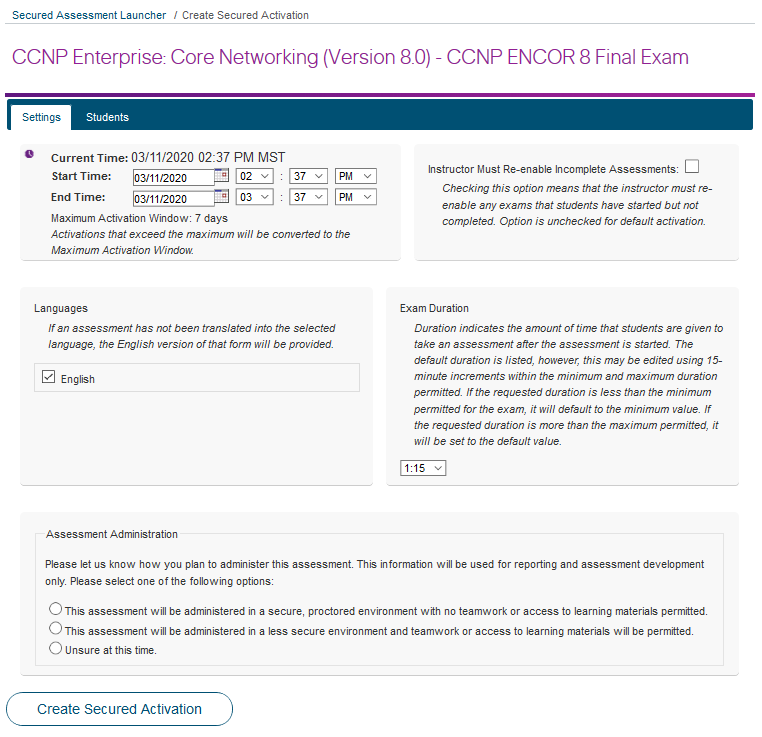 Secured Assessment Launcher / Create Secured Activation
CCNP Enterprise: Core Networking (Version 8.0) - CCNP ENCOR 8 Final Exam
Settings Students
Current Time: 03/11/2020 02:37 PM MST
Start Time: 03/11/2020 02 : 37 PM
End Time: 03/11/2020 03 : 37 PM
Maximum Activation Window: 7 days
Activations that exceed the maximum will be converted to the
Maximum Activation Window.
Instructor Must Re-enable Incomplete Assessments:
Checking this option means that the instructor must re-
enable any exams that students have started but not
completed. Option is unchecked for default activation.
Languages
If an assessment has not been translated into the selected
language, the English version of that form will be provided.
English
Exam Duration
Duration indicates the amount of time that students are given to
take an assessment after the assessment is started. The
default duration is listed, however, this may be edited using 15-
minute increments within the minimum and maximum duration
permitted. If the requested duration is less than the minimum
permitted for the exam, it will default to the minimum value. If
the requested duration is more than the maximum permitted, it
will be set to the default value.
1:15
Assessment Administration
Please let us know how you plan to administer this assessment. This information will be used for reporting and assessment development
only. Please select one of the following options:
This assessment will be administered in a secure, proctored environment with no teamwork or access to learning materials permitted.
This assessment will be administered in a less secure environment and teamwork or access to learning materials will be permitted.
Unsure at this time.
Create Secured Activation